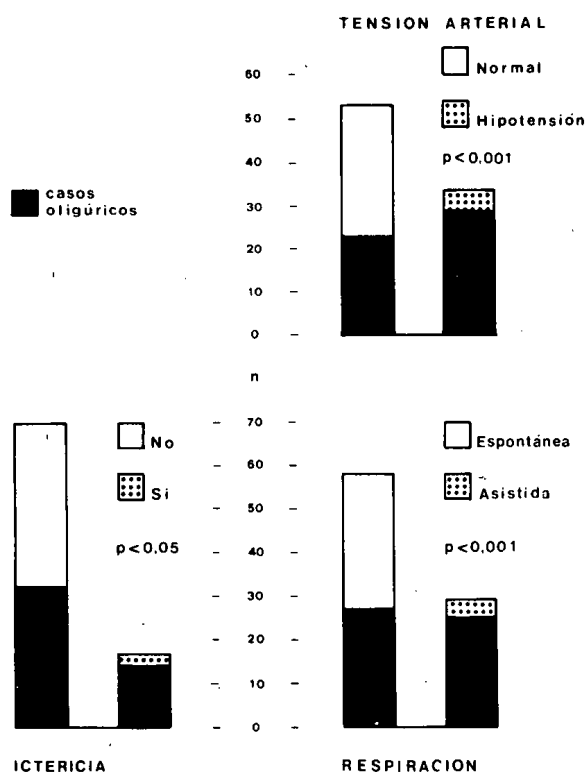 TENSION ARTERIAL
Normal
Hipotensión
p<0,001
casos
oligúricos
60
50
40
30
20
10
0
n
No
Si
p<0,05
70
60
50
40
30
20
10
0
Espontánea
Asistida
p<0,001
ICTERICIA
RESPIRACION